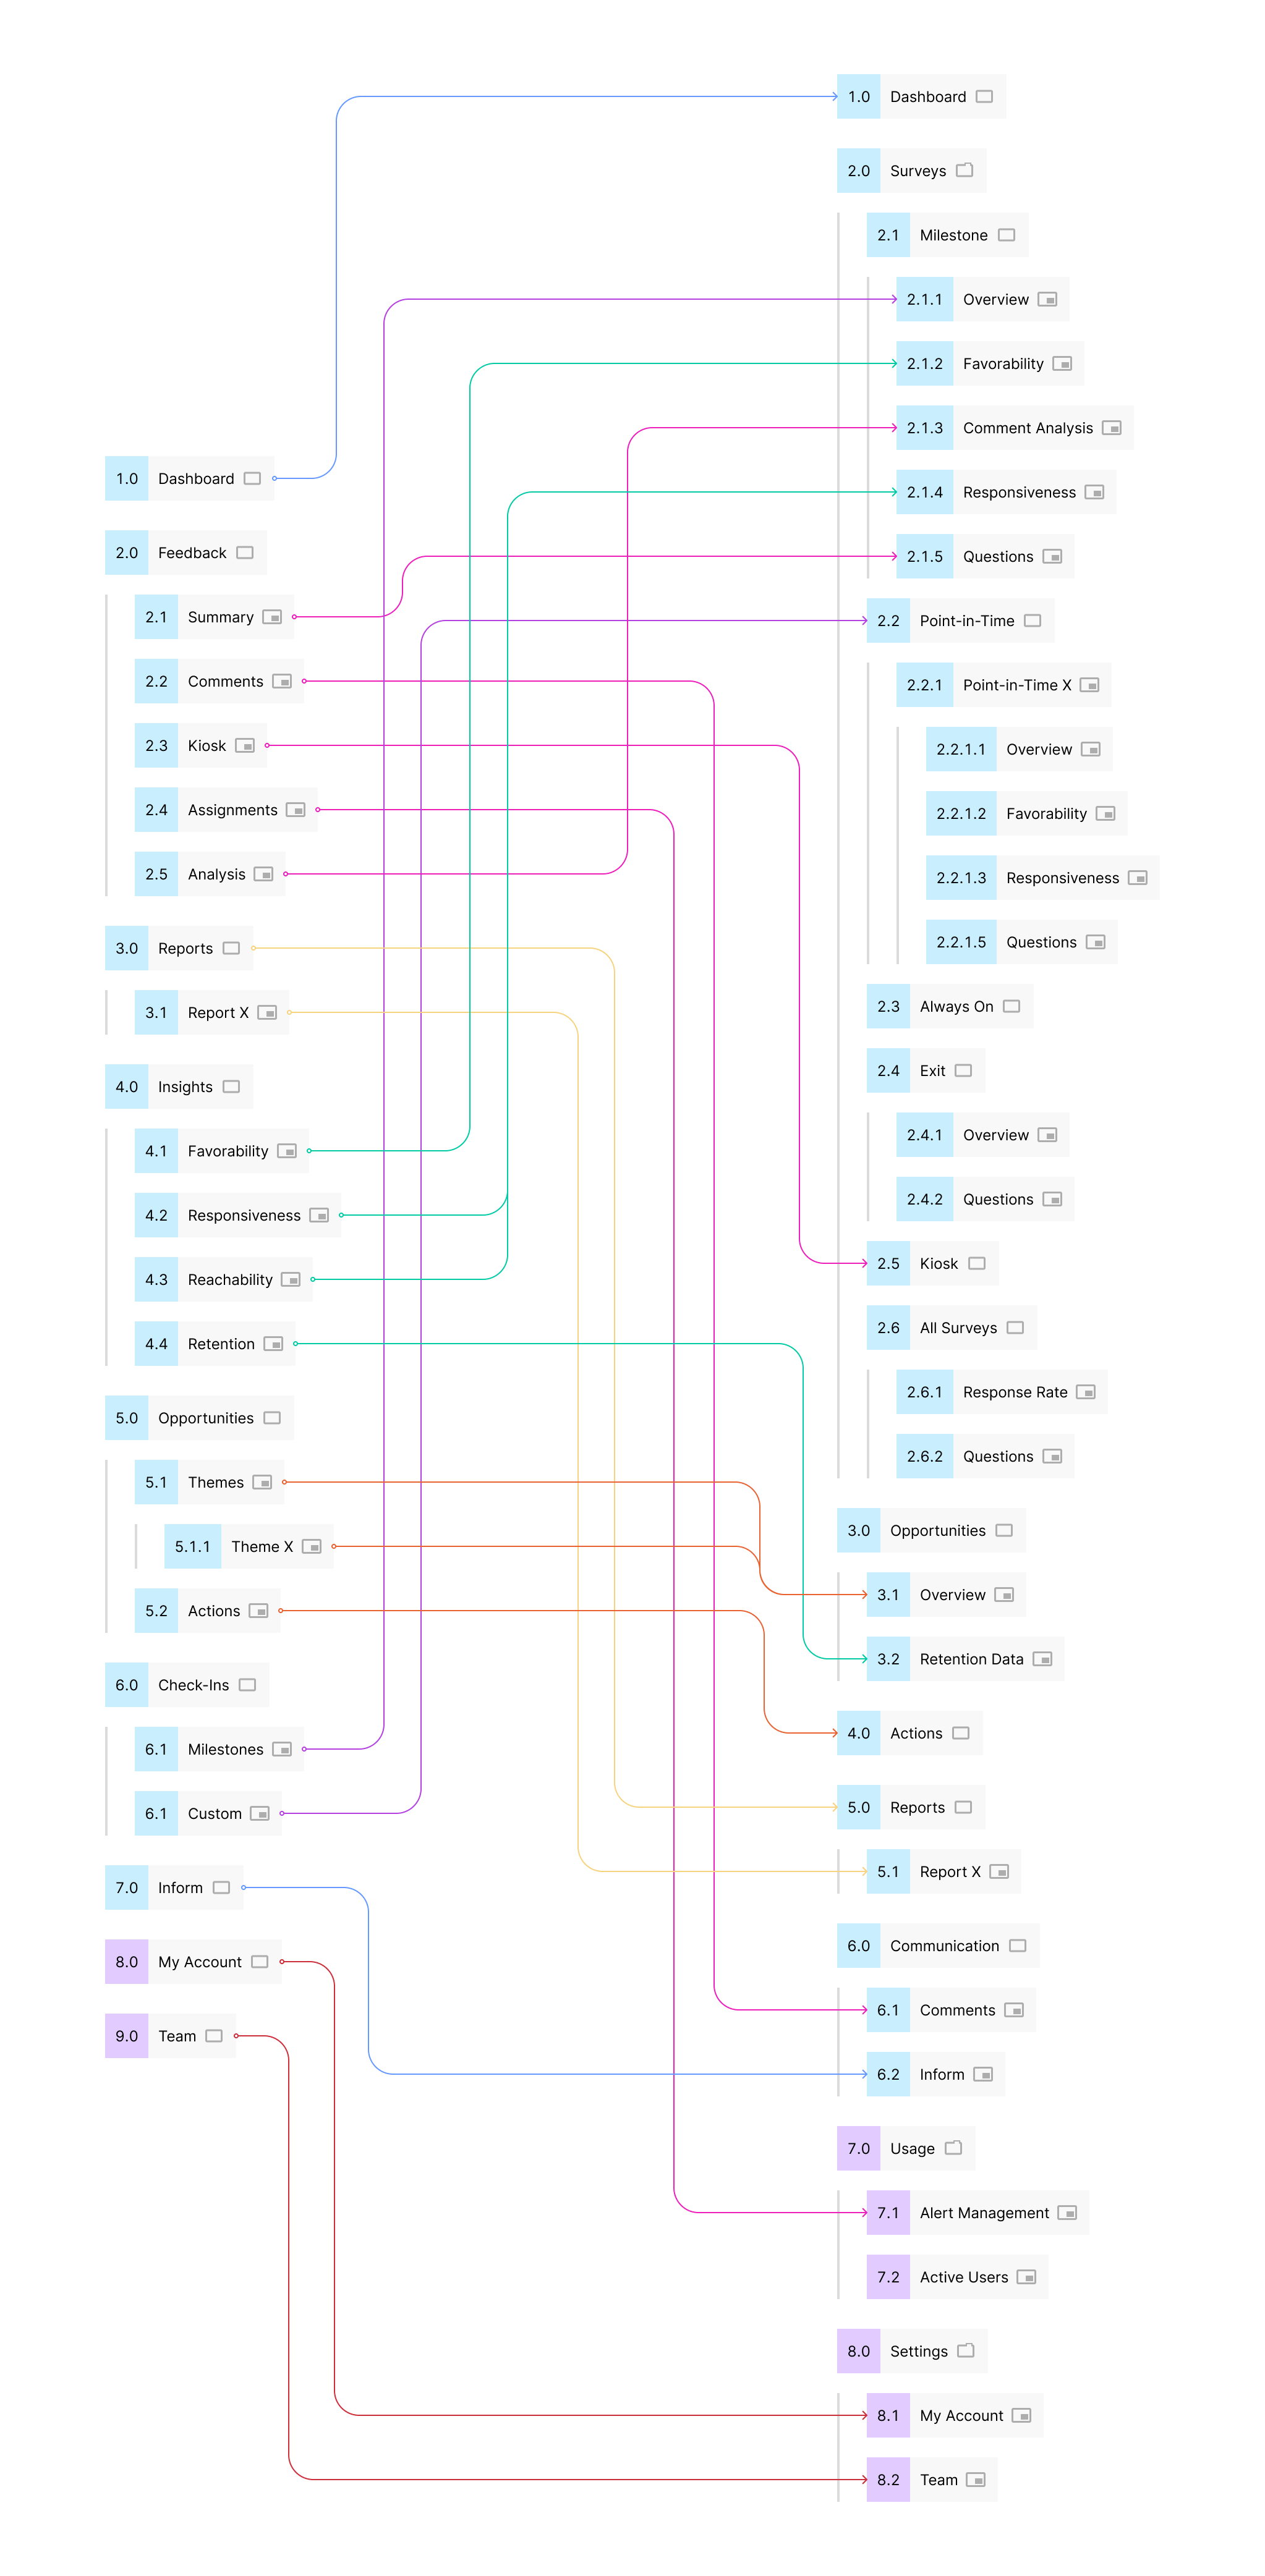 1.0 Dashboard
2.0 Feedback
2.1 Summary
2.2 Comments
2.3 Kiosk
2.4 Assignments
2.5 Analysis
3.0 Reports
3.1 Report X
4.0 Insights
4.1 Favorability
4.2 Responsiveness
4.3 Reachability
4.4 Retention
5.0 Opportunities
5.1 Themes
5.1.1 Theme X
5.2 Actions
6.0 Check-Ins
6.1 Milestones
6.1 Custom
7.0 Inform
8.0 My Account
9.0 Team
1.0 Dashboard
2.0 Surveys
2.1 Milestone
2.1.1 Overview
2.1.2 Favorability
2.1.3 Comment Analysis
2.1.4 Responsiveness
2.1.5 Questions
2.2 Point-in-Time
2.2.1 Point-in-Time X
2.2.1.1 Overview
2.2.1.2 Favorability
2.2.1.3 Responsiveness
2.2.1.5 Questions
2.3 Always On
2.4 Exit
2.4.1 Overview
2.4.2 Questions
2.5 Kiosk
2.6 All Surveys
2.6.1 Response Rate
2.6.2 Questions
3.0 Opportunities
3.1 Overview
3.2 Retention Data
4.0 Actions
5.0 Reports
5.1 Report X
6.0 Communication
6.1 Comments
6.2 Inform
7.0 Usage
7.1 Alert Management
7.2 Active Users
8.0 Settings
8.1 My Account
8.2 Team